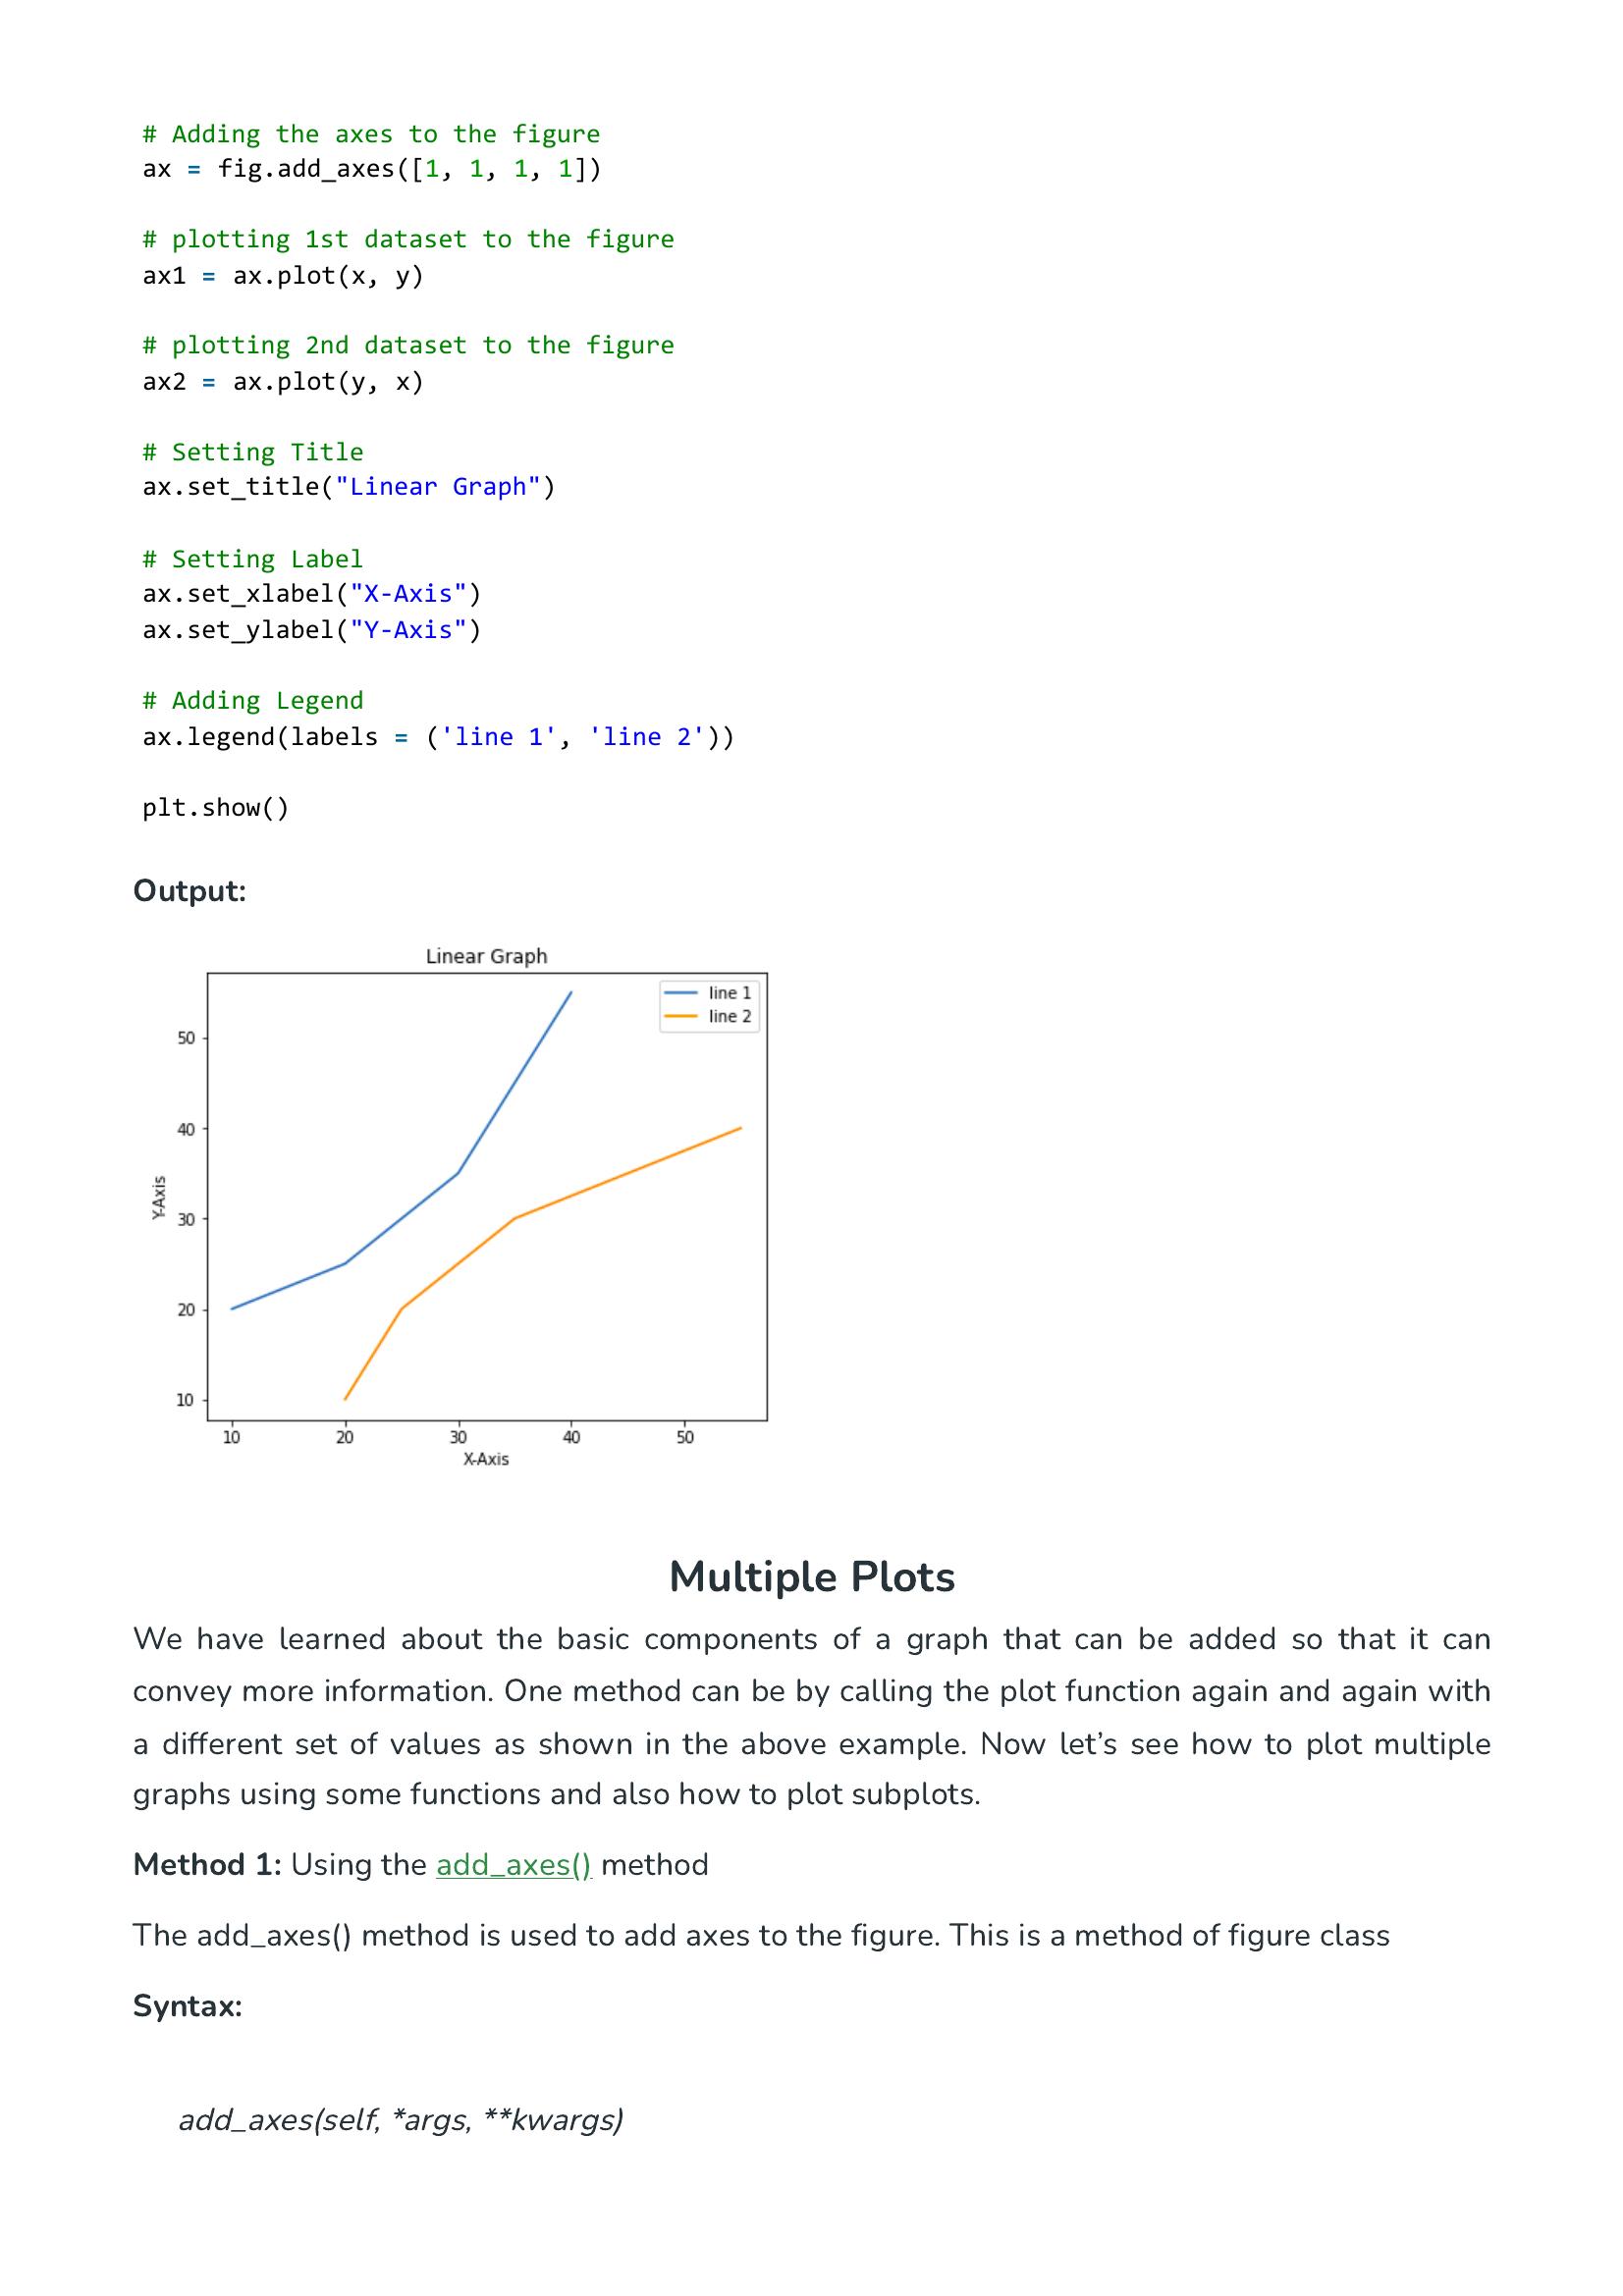 # Adding the axes to the figure
ax = fig.add_axes([1, 1, 1, 1])
# plotting 1st dataset to the figure
ax1 = ax.plot(x, y)
# plotting 2nd dataset to the figure
ax2 = ax.plot(y, x)
# Setting Title
ax.set_title("Linear Graph")
# Setting Label
ax.set_xlabel("X-Axis")
ax.set_ylabel("Y-Axis")
# Adding Legend
ax.legend(labels = ('line 1', 'line 2'))
plt.show()
Output:
Linear Graph
line 1
line 2
50
40
30
20
10
Y-Axis
10 20 30 40 50
X-Axis
Multiple Plots
We have learned about the basic components of a graph that can be added so that it can
convey more information. One method can be by calling the plot function again and again with
a different set of values as shown in the above example. Now let’s see how to plot multiple
graphs using some functions and also how to plot subplots.
Method 1: Using the add_axes() method
The add_axes() method is used to add axes to the figure. This is a method of figure class
Syntax:
add_axes(self, *args, **kwargs)